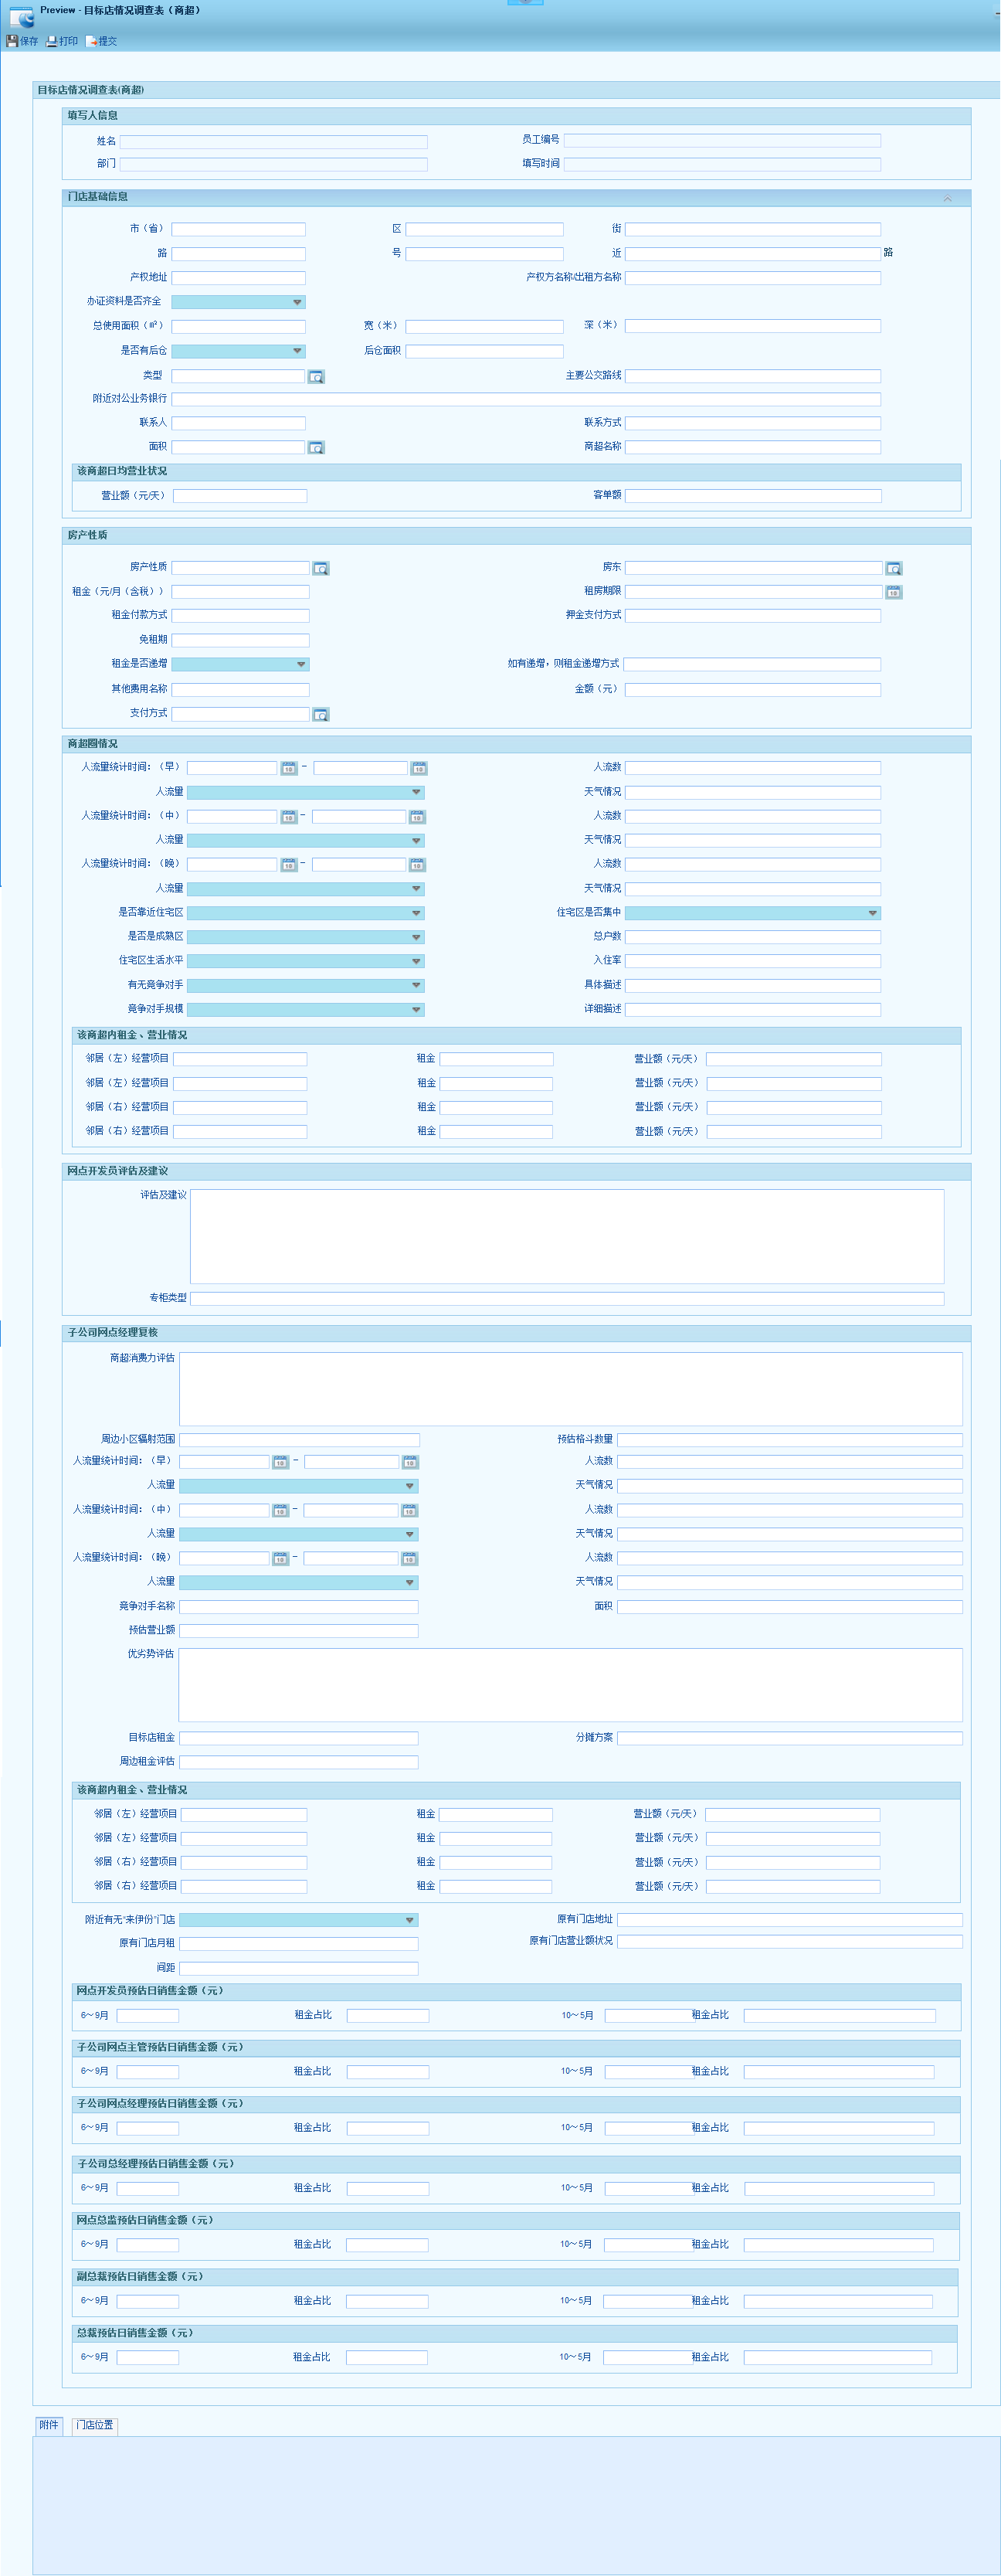 Preview - 目标店情况调查表（商超）
保存 打印 提交
目标店情况调查表(商超)
填写人信息
姓名 员工编号
部门 填写时间
门店基础信息
市（省） 区 街
路 号 近 路
产权地址 产权方名称/出租方名称
办证资料是否齐全
总使用面积（㎡） 宽（米） 深（米）
是否有后仓 后仓面积
类型 主要公交路线
附近对公业务银行
联系人 联系方式
面积 商超名称
该商超日均营业状况
营业额（元/天） 客单额
房产性质
房产性质 房东
租金（元/月（含税）） 租房期限
租金付款方式 押金支付方式
免租期
租金是否递增 如有递增，则租金递增方式
其他费用名称 金额（元）
支付方式
商超圈情况
人流量统计时间：（早） - 人流数
人流量 天气情况
人流量统计时间：（中） - 人流数
人流量 天气情况
人流量统计时间：（晚） - 人流数
人流量 天气情况
是否靠近住宅区 住宅区是否集中
是否是成熟区 总户数
住宅区生活水平 入住率
有无竞争对手 具体描述
竞争对手规模 详细描述
该商超内租金、营业情况
邻居（左）经营项目 租金 营业额（元/天）
邻居（左）经营项目 租金 营业额（元/天）
邻居（右）经营项目 租金 营业额（元/天）
邻居（右）经营项目 租金 营业额（元/天）
网点开发员评估及建议
评估及建议
专柜类型
子公司网点经理复核
商超消费力评估
周边小区辐射范围 预估格斗数量
人流量统计时间：（早） - 人流数
人流量 天气情况
人流量统计时间：（中） - 人流数
人流量 天气情况
人流量统计时间：（晚） - 人流数
人流量 天气情况
竞争对手名称 面积
预估营业额
优劣势评估
目标店租金 分摊方案
周边租金评估
该商超内租金、营业情况
邻居（左）经营项目 租金 营业额（元/天）
邻居（左）经营项目 租金 营业额（元/天）
邻居（右）经营项目 租金 营业额（元/天）
邻居（右）经营项目 租金 营业额（元/天）
附近有无“来伊份”门店 原有门店地址
原有门店月租 原有门店营业额状况
间距
网点开发员预估日销售金额（元）
6～9月 租金占比 10～5月 租金占比
子公司网点主管预估日销售金额（元）
6～9月 租金占比 10～5月 租金占比
子公司网点经理预估日销售金额（元）
6～9月 租金占比 10～5月 租金占比
子公司总经理预估日销售金额（元）
6～9月 租金占比 10～5月 租金占比
网点总监预估日销售金额（元）
6～9月 租金占比 10～5月 租金占比
副总裁预估日销售金额（元）
6～9月 租金占比 10～5月 租金占比
总裁预估日销售金额（元）
6～9月 租金占比 10～5月 租金占比
附件 门店位置